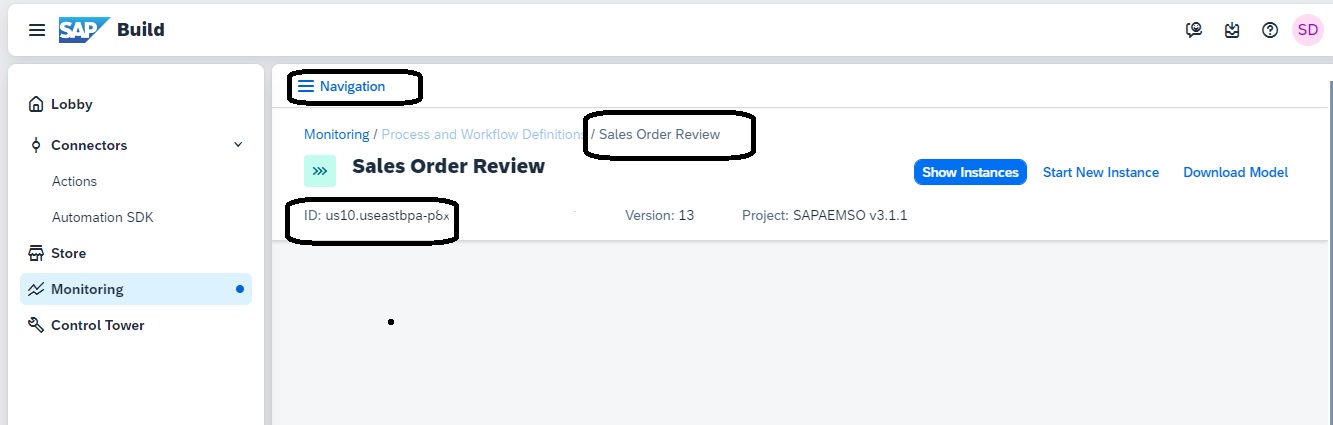 SAP Build
SD
Lobby
Connectors
Actions
Automation SDK
Store
Monitoring
Control Tower
Navigation
Monitoring / Process and Workflow Definitions / Sales Order Review
Sales Order Review
Show Instances
Start New Instance
Download Model
ID: us10.useastbpa-p6x
Version: 13
Project: SAPAEMSO v3.1.1